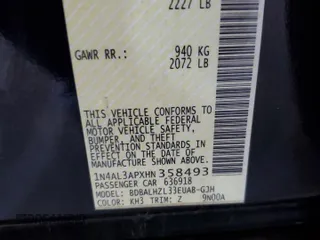 2227 LB
GAWR RR.: 940 KG
2072 LB
THIS VEHICLE CONFORMS TO
ALL APPLICABLE FEDERAL
MOTOR VEHICLE SAFETY,
BUMPER, AND THEFT
PREVENTION STANDARDS IN
EFFECT ON THE DATE OF
MANUFACTURE SHOWN ABOVE.
1N4AL3APXHN358493
PASSENGER CAR 636918
MODEL: BDBALHZL33EUAB-GJH
COLOR: KH3 TRIM: Z 9N00A